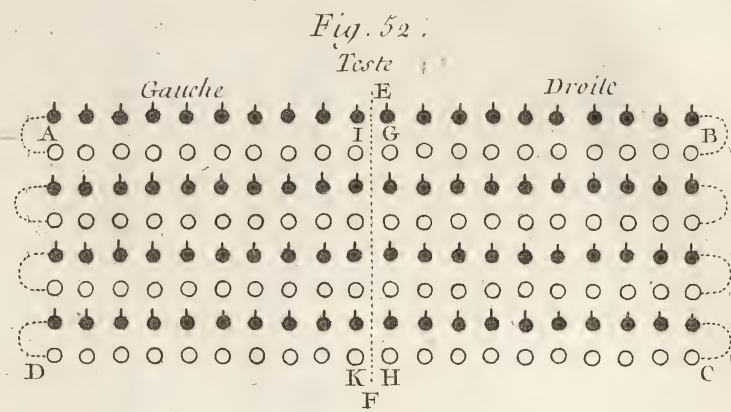 Fig. 52.
Teste
Gauche Droite
E
A I G B
D K H C
F